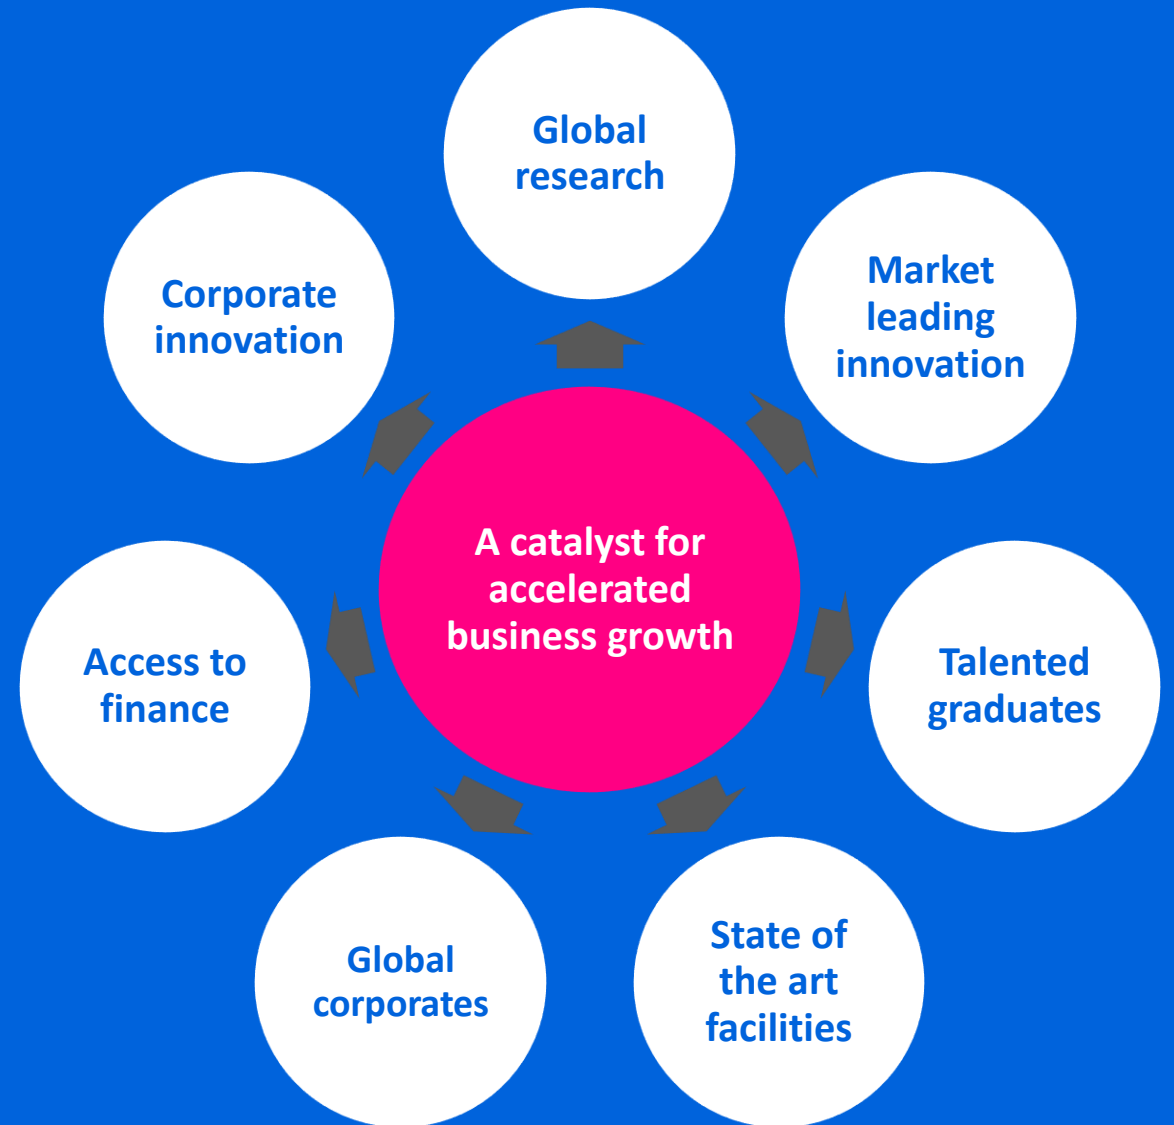 Global
research
Market
leading
innovation
Talented
graduates
State of
the art
facilities
Global
corporates
Access to
finance
Corporate
innovation
A catalyst for
accelerated
business growth